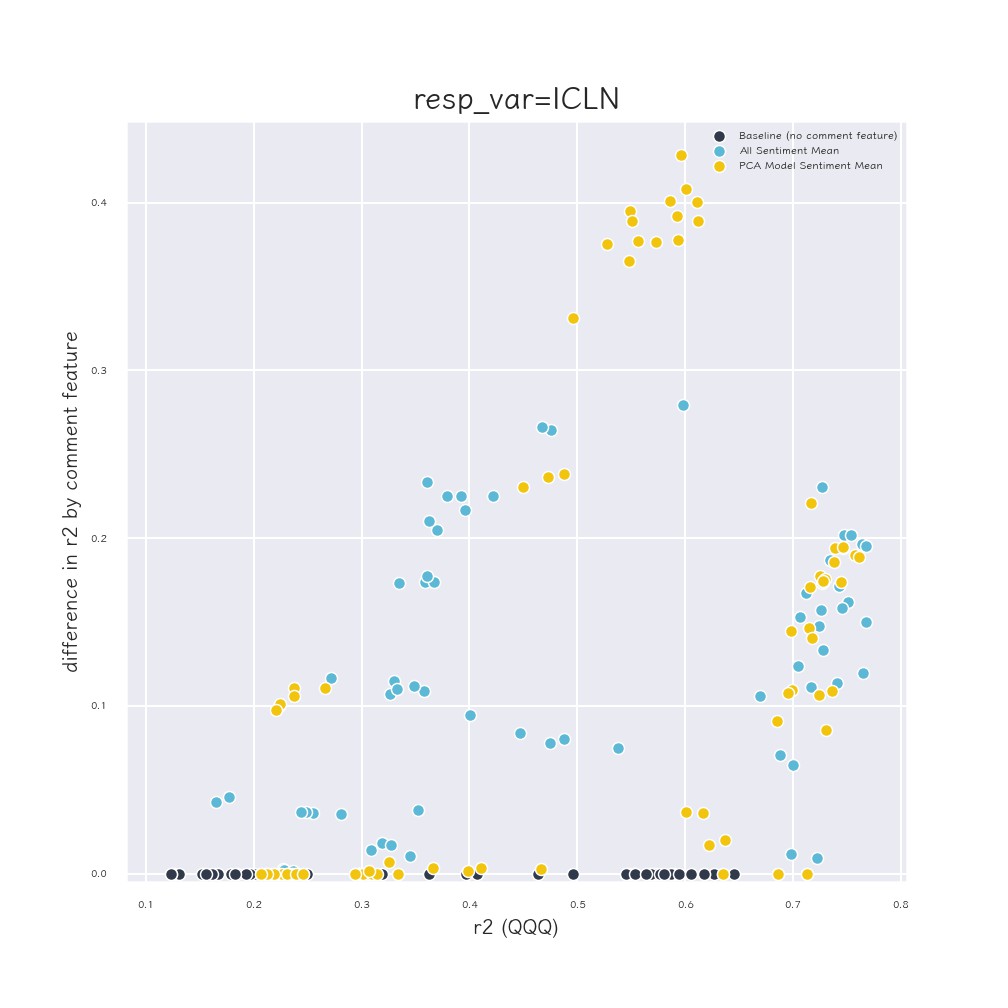 resp_var=ICLN
Baseline (no comment feature)
All Sentiment Mean
PCA Model Sentiment Mean
difference in r2 by comment feature
0.4
0.3
0.2
0.1
0.0
0.1 0.2 0.3 0.4 0.5 0.6 0.7 0.8
r2 (QQQ)